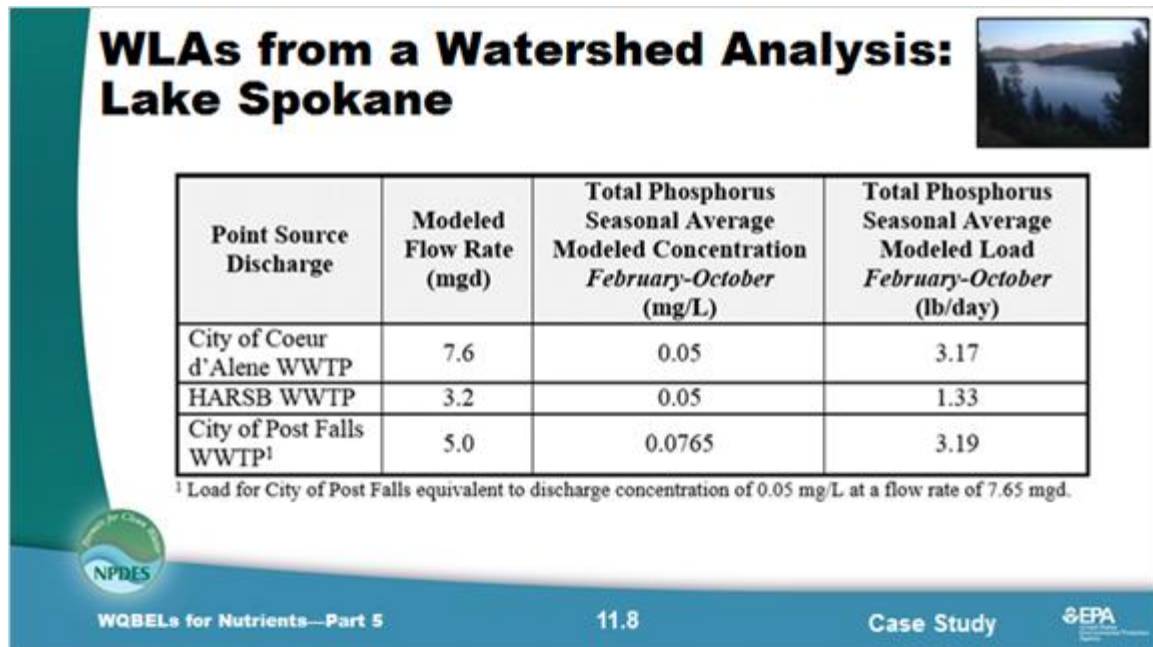 WLAs from a Watershed Analysis:
Lake Spokane
Point Source
Discharge
Modeled
Flow Rate
(mgd)
Total Phosphorus
Seasonal Average
Modeled Concentration
February-October
(mg/L)
Total Phosphorus
Seasonal Average
Modeled Load
February-October
(lb/day)
City of Coeur
d'Alene WWTP
7.6
0.05
3.17
HARSB WWTP
3.2
0.05
1.33
City of Post Falls
WWTP¹
5.0
0.0765
3.19
¹ Load for City of Post Falls equivalent to discharge concentration of 0.05 mg/L at a flow rate of 7.65 mgd.
NPDES
WQBELs for Nutrients—Part 5
11.8
Case Study
EPA